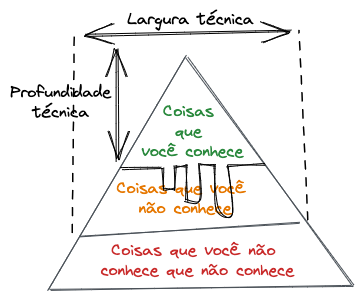 Largura técnica
Profundidade
técnica
Coisas
que
você conhece
Coisas que você
não conhece
Coisas que você não
conhece que não conhece